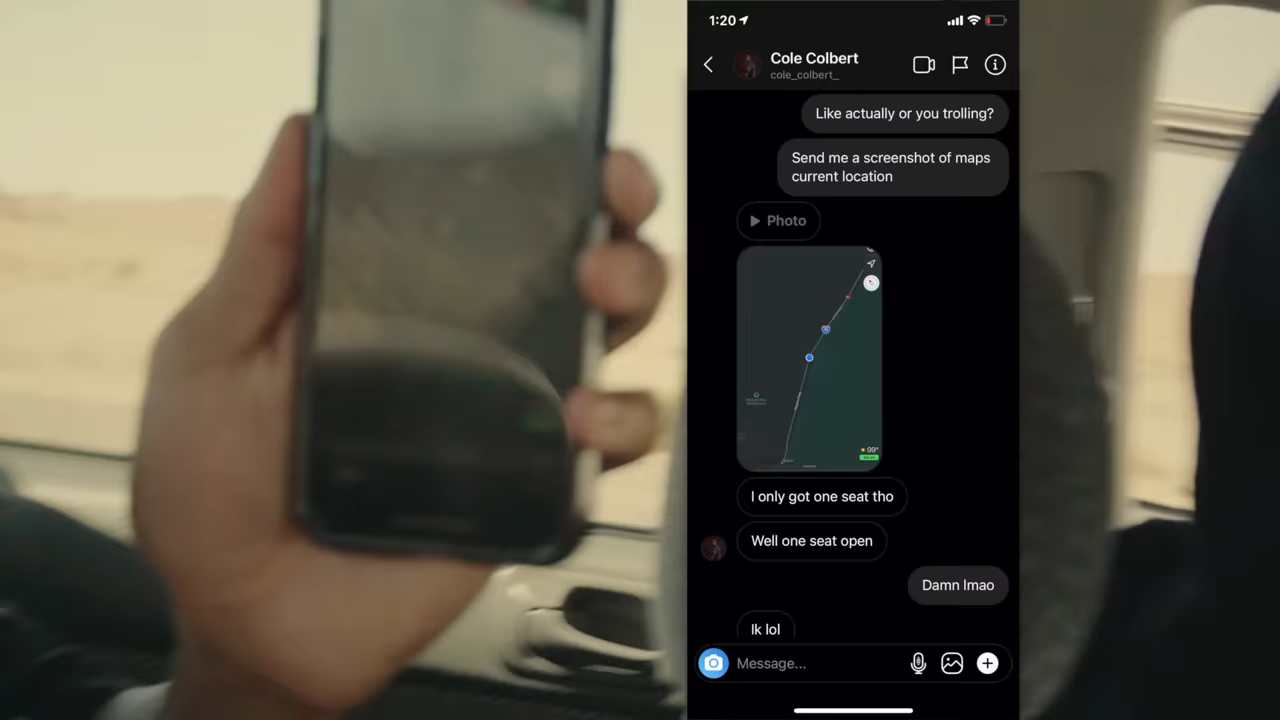 1:20
Cole Colbert
cole_colbert_
Like actually or you trolling?
Send me a screenshot of maps
current location
Photo
99°
I only got one seat tho
Well one seat open
Damn lmao
Ik lol
Message...